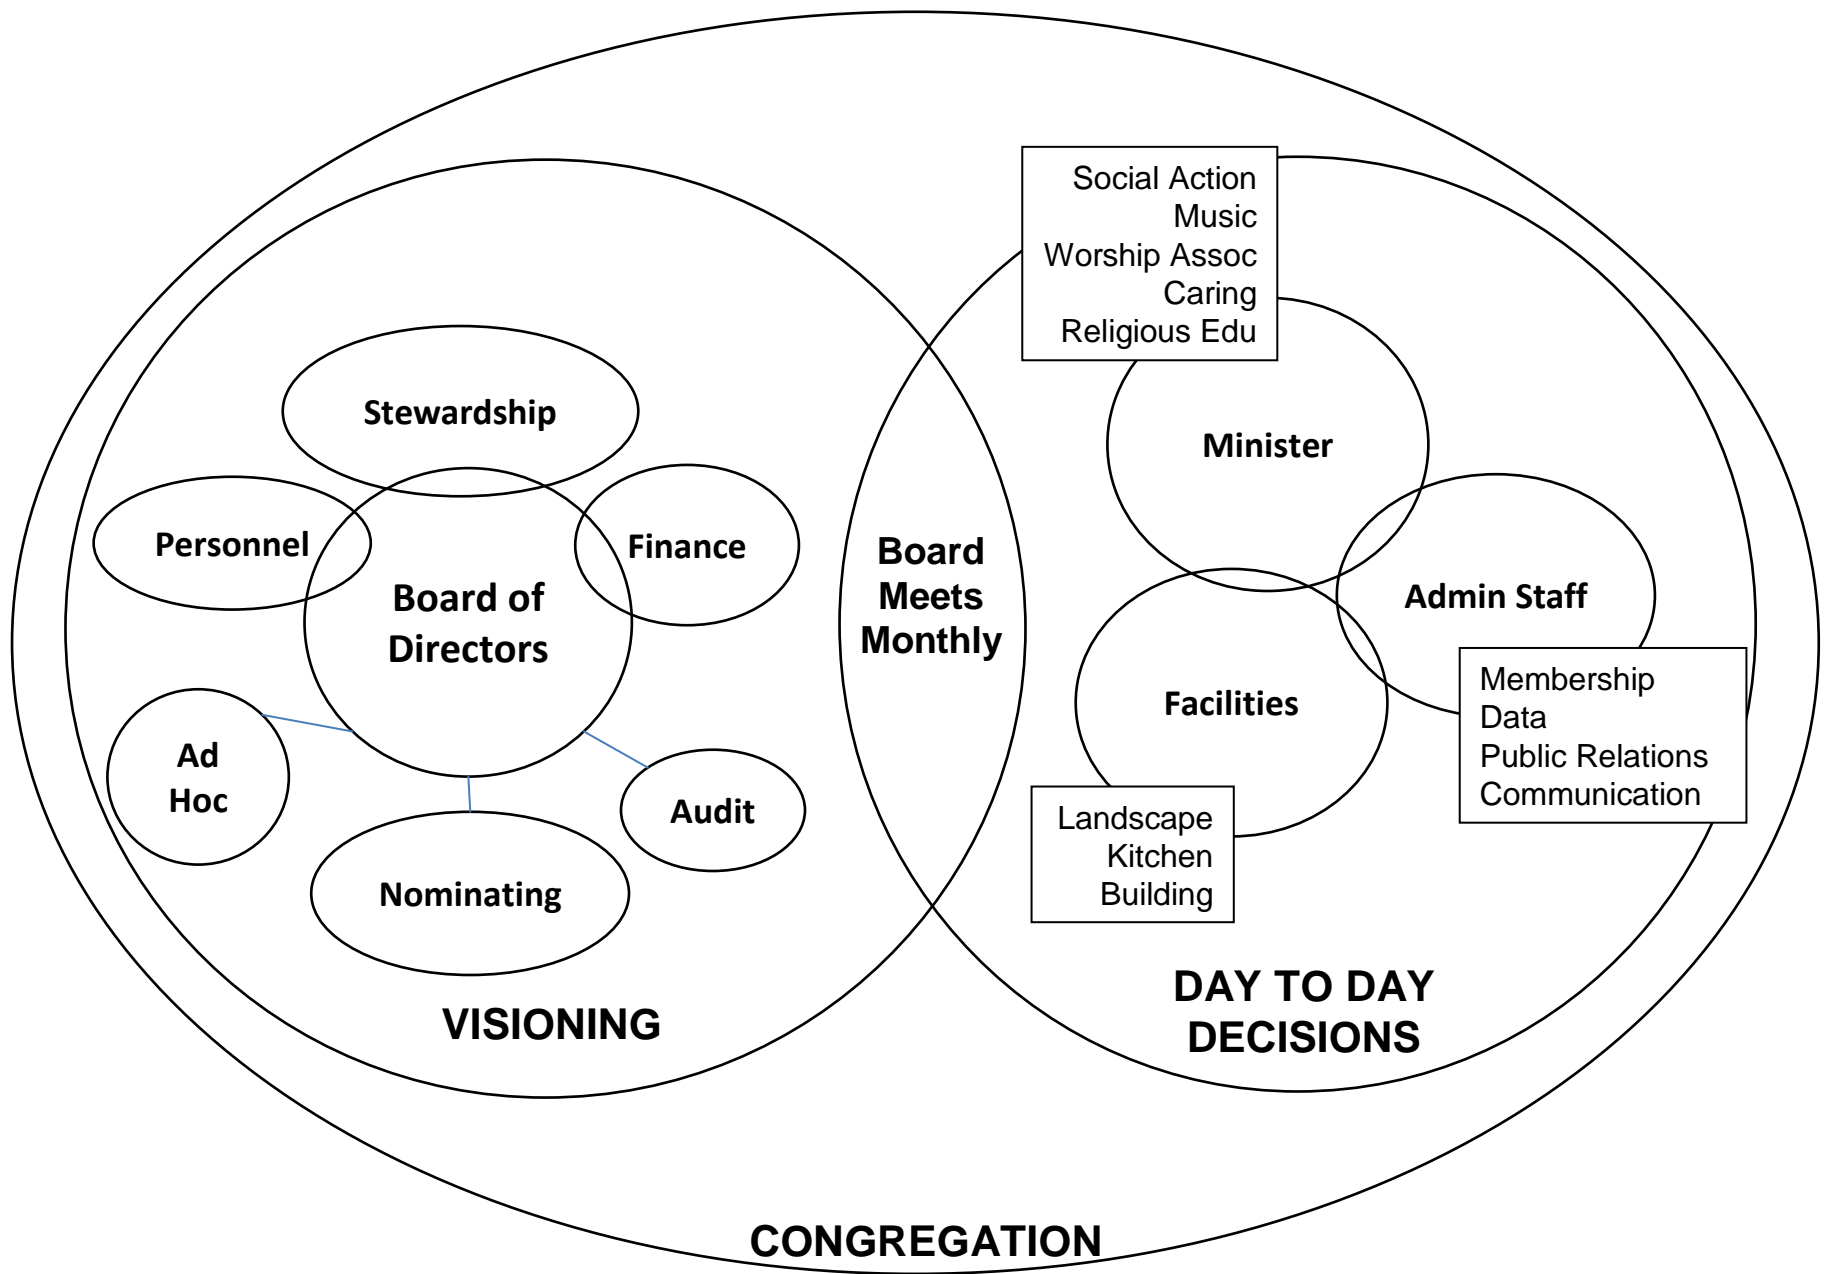 Social Action
Music
Worship Assoc
Caring
Religious Edu
Stewardship
Minister
Personnel
Finance
Board of
Directors
Board
Meets
Monthly
Admin Staff
Facilities
Membership
Data
Public Relations
Communication
Ad
Hoc
Audit
Nominating
Landscape
Kitchen
Building
VISIONING
DAY TO DAY
DECISIONS
CONGREGATION